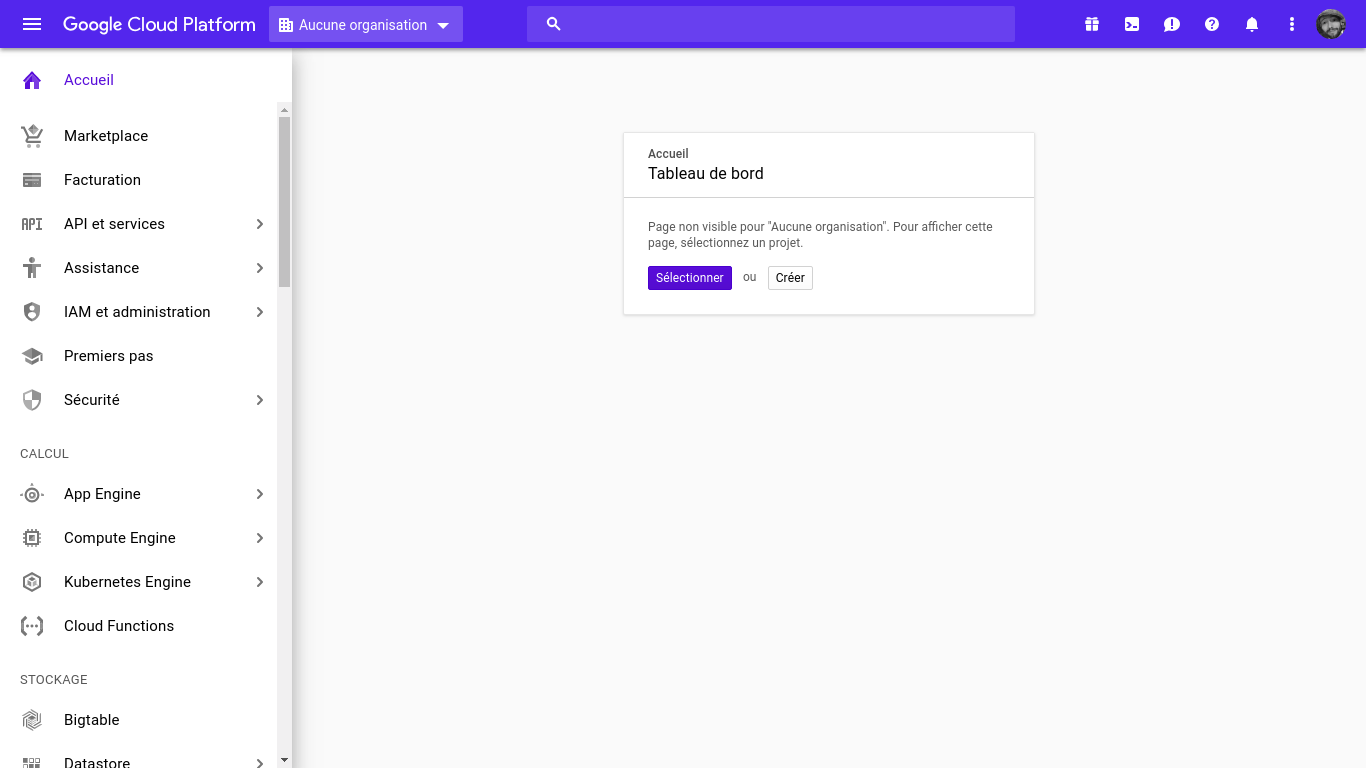 Google Cloud Platform
Aucune organisation
Accueil
Marketplace
Facturation
API et services
Assistance
IAM et administration
Premiers pas
Sécurité
CALCUL
App Engine
Compute Engine
Kubernetes Engine
Cloud Functions
STOCKAGE
Bigtable
Datastore
Accueil
Tableau de bord
Page non visible pour "Aucune organisation". Pour afficher cette
page, sélectionnez un projet.
Sélectionner ou Créer